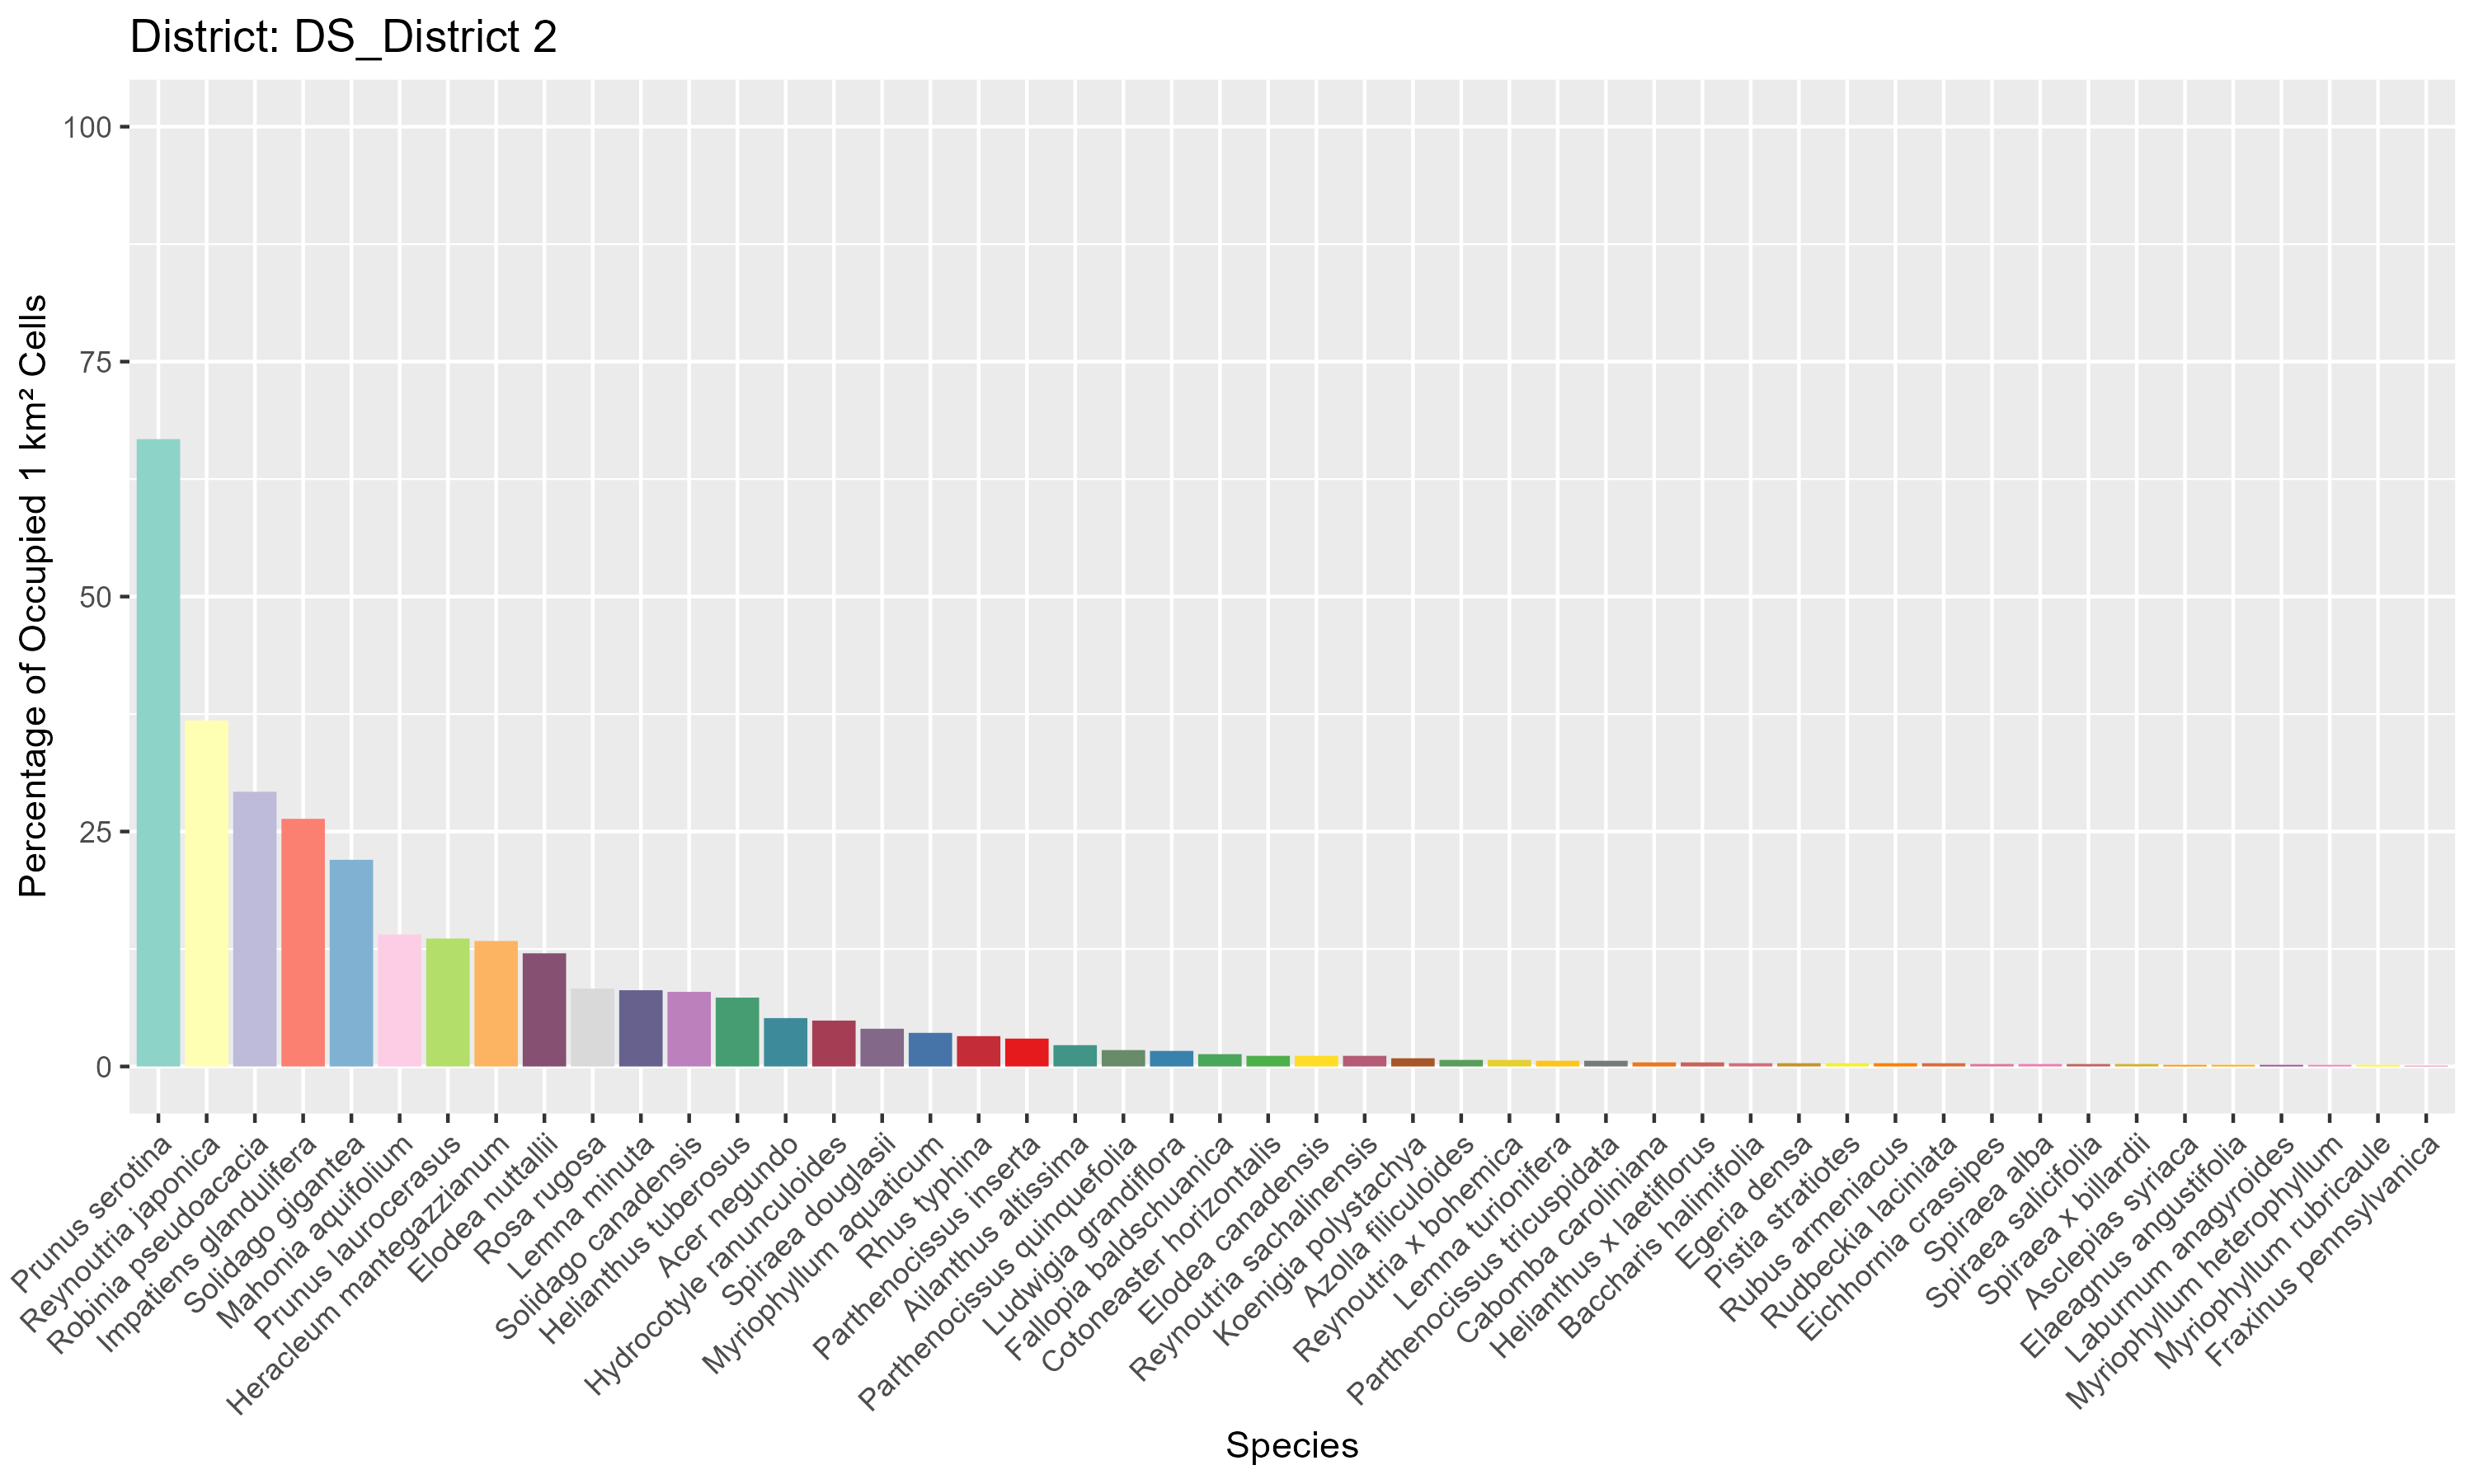 District: DS_District 2
Percentage of Occupied 1 km² Cells
100
75
50
25
0
Prunus serotina
Reynoutria japonica
Robinia pseudoacacia
Impatiens glandulifera
Solidago gigantea
Mahonia aquifolium
Prunus laurocerasus
Heracleum mantegazzianum
Elodea nuttallii
Rosa rugosa
Lemna minuta
Solidago canadensis
Helianthus tuberosus
Acer negundo
Hydrocotyle ranunculoides
Spiraea douglasii
Myriophyllum aquaticum
Rhus typhina
Parthenocissus inserta
Ailanthus altissima
Parthenocissus quinquefolia
Ludwigia grandiflora
Fallopia baldschuanica
Cotoneaster horizontalis
Elodea canadensis
Reynoutria sachalinensis
Koenigia polystachya
Azolla filiculoides
Reynoutria x bohemica
Lemna turionifera
Parthenocissus tricuspidata
Cabomba caroliniana
Helianthus x laetiflorus
Baccharis halimifolia
Egeria densa
Pistia stratiotes
Rubus armeniacus
Rudbeckia laciniata
Eichhornia crassipes
Spiraea alba
Spiraea salicifolia
Spiraea x billardii
Asclepias syriaca
Elaeagnus angustifolia
Laburnum anagyroides
Myriophyllum heterophyllum
Myriophyllum rubricaule
Fraxinus pennsylvanica
Species